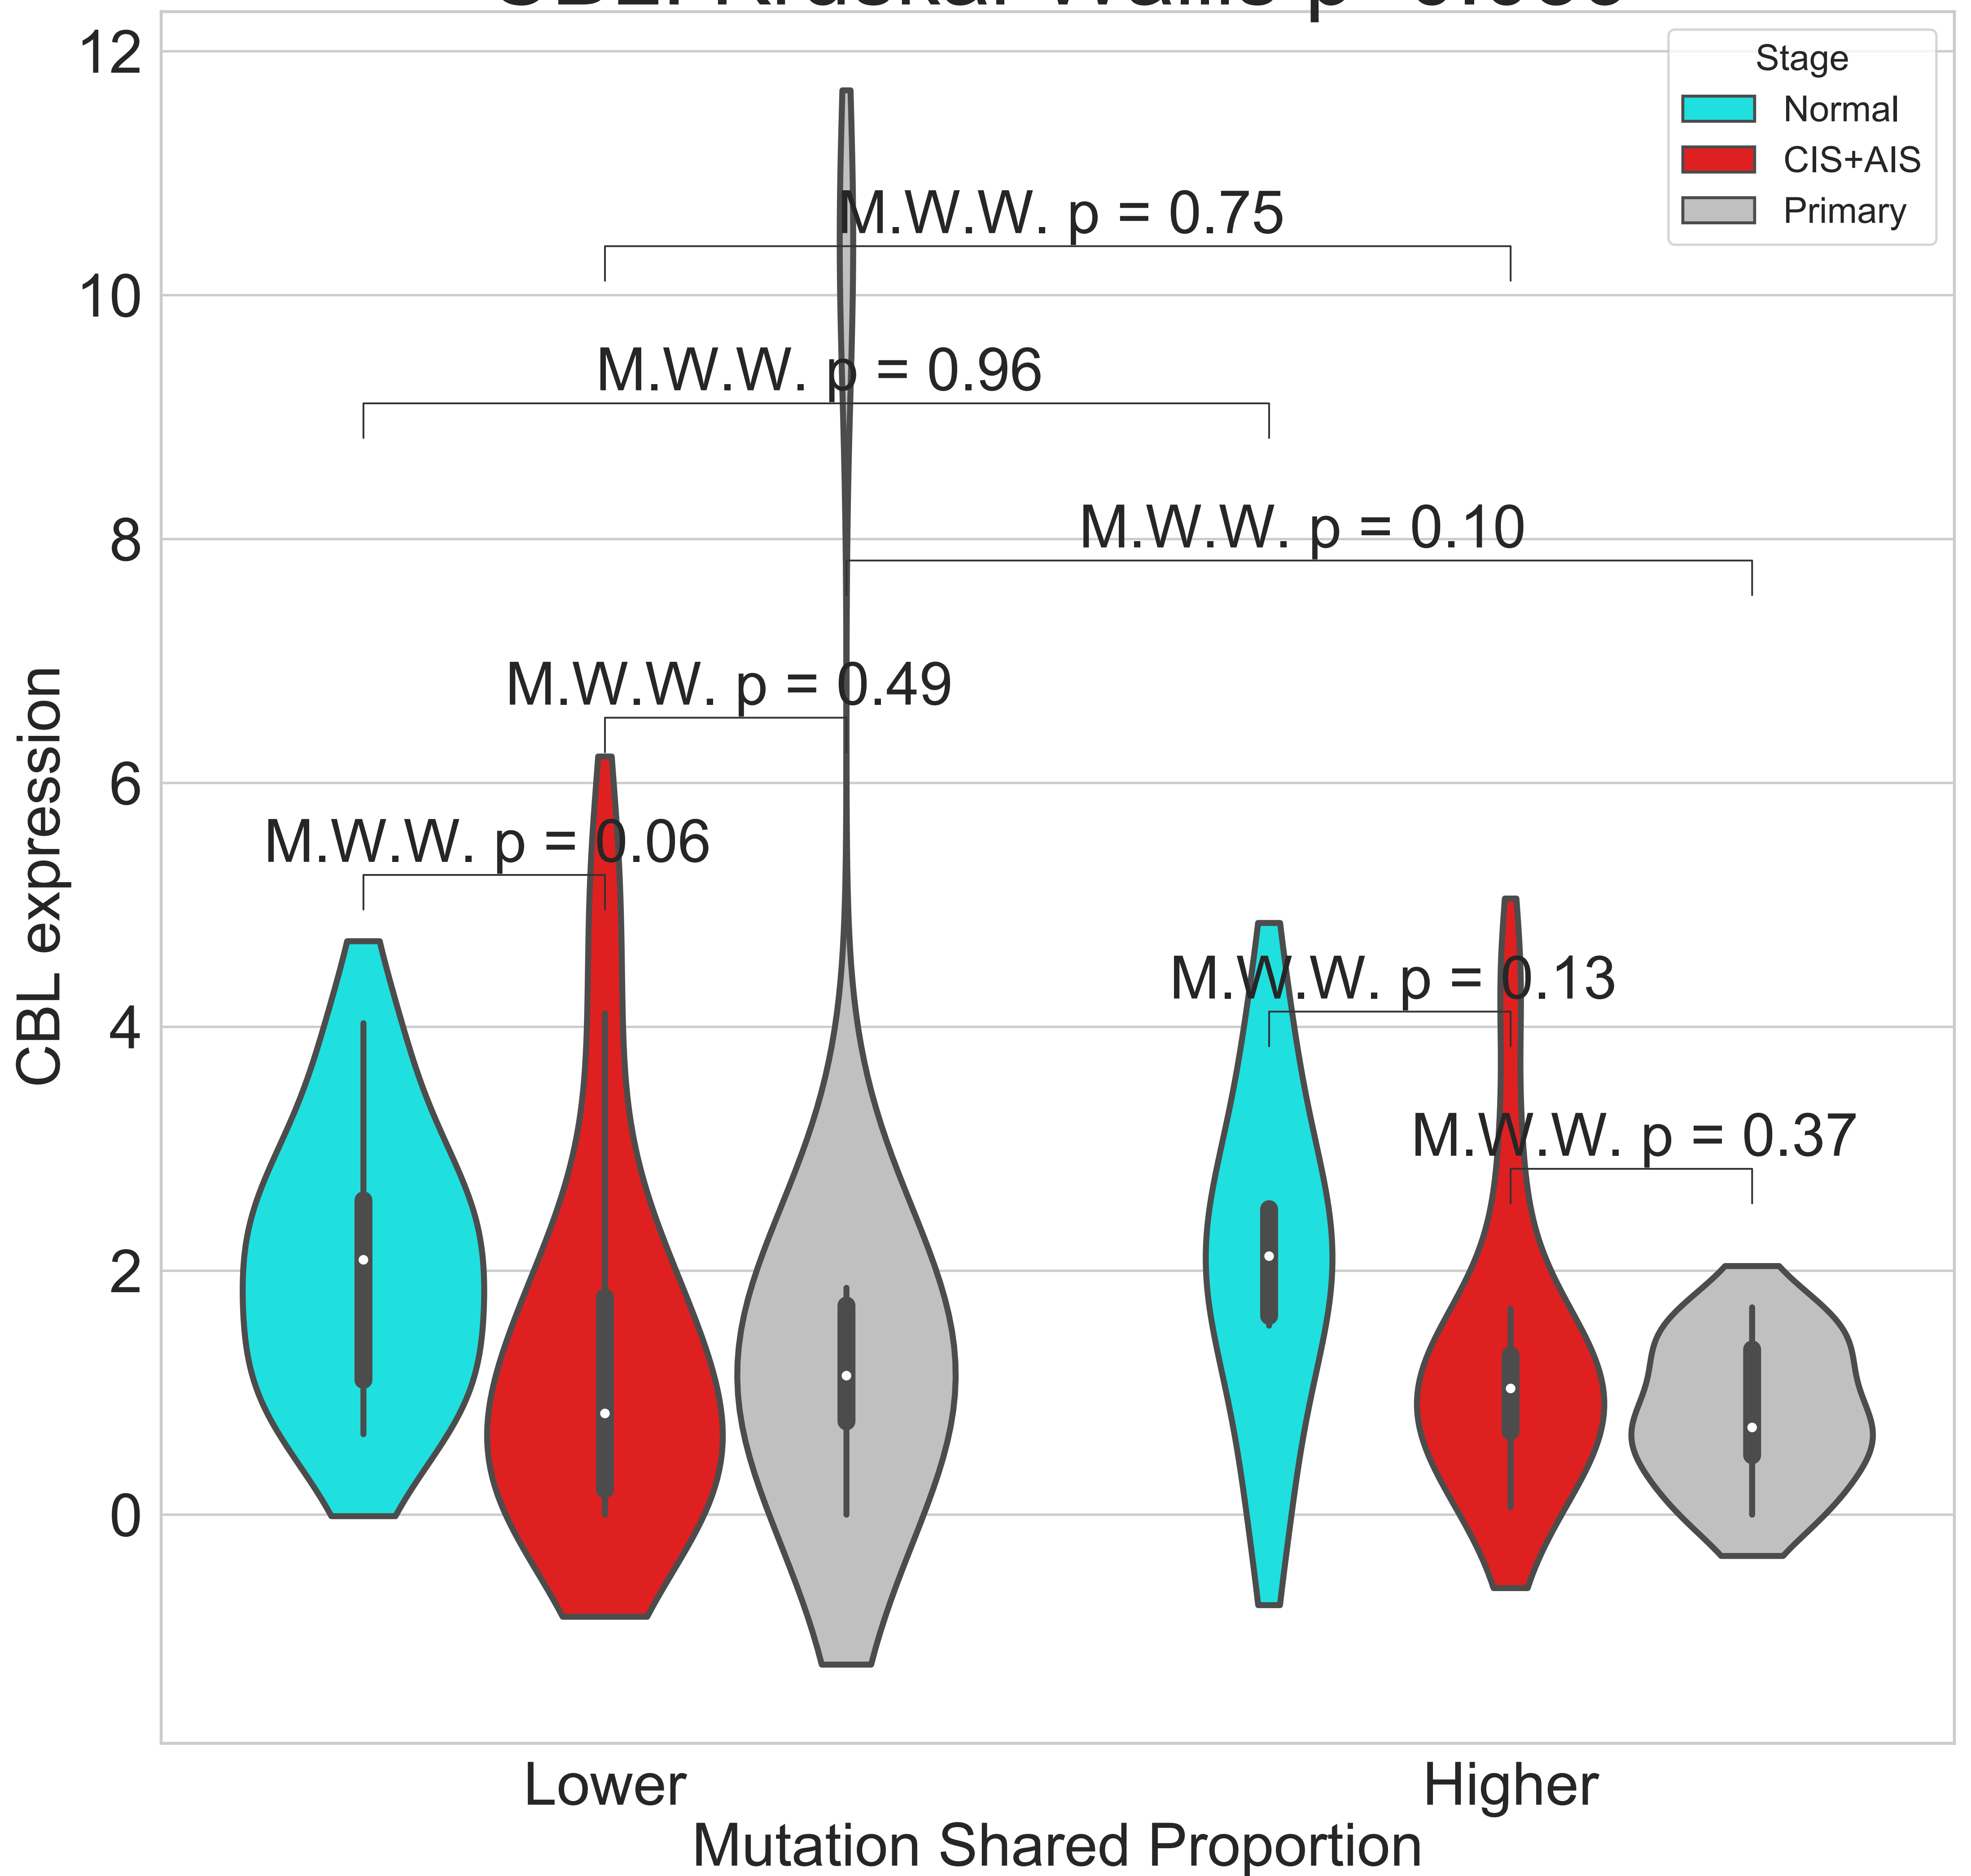 12
10
8
6
4
2
0
CBL expression
Stage
Normal
CIS+AIS
Primary
M.W.W. p = 0.75
M.W.W. p = 0.96
M.W.W. p = 0.10
M.W.W. p = 0.49
M.W.W. p = 0.06
M.W.W. p = 0.13
M.W.W. p = 0.37
Lower
Higher
Mutation Shared Proportion